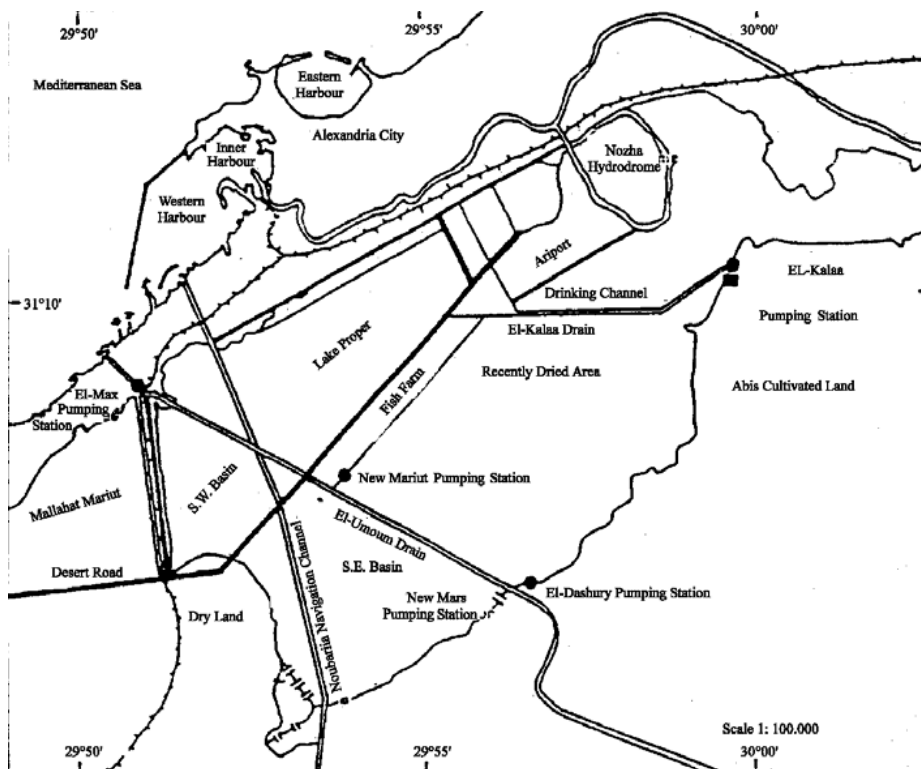 29°50'
29°55'
30°00'
Mediterranean Sea
Eastern
Harbour
Alexandria City
Inner
Harbour
Nozha
Hydrodrome
Western
Harbour
Ariport
EL-Kalaa
Pumping Station
31°10'
Drinking Channel
El-Kalaa Drain
Lake Proper
Recently Dried Area
Abis Cultivated Land
Fish Farm
El-Max
Pumping
Station
New Mariut Pumping Station
S.W. Basin
Mallahat Mariut
El-Umoum Drain
Noubariia Navigation Channel
Desert Road
S.E. Basin
El-Dashury Pumping Station
New Mars
Pumping Station
Dry Land
Scale 1: 100.000
29°50'
29°55'
30°00'